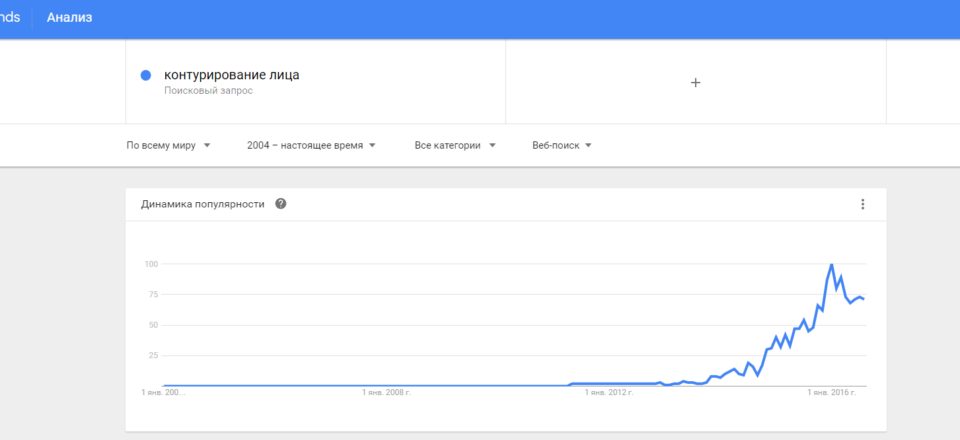 nds Анализ
контурирование лица
Поисковый запрос
+
По всему миру 2004 – настоящее время Все категории Веб-поиск
Динамика популярности ?
100
75
50
25
1 янв. 200... 1 янв. 2008 г. 1 янв. 2012 г. 1 янв. 2016 г.